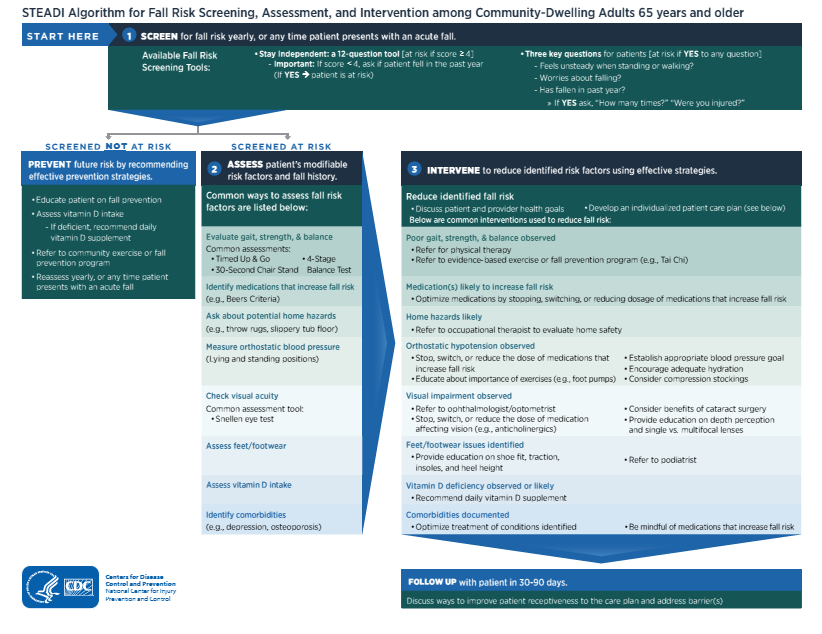 STEADI Algorithm for Fall Risk Screening, Assessment, and Intervention among Community-Dwelling Adults 65 years and older
START HERE
1 SCREEN for fall risk yearly, or any time patient presents with an acute fall.
Available Fall Risk
Screening Tools:
• Stay Independent: a 12-question tool [at risk if score ≥ 4]
- Important: If score < 4, ask if patient fell in the past year
(If YES → patient is at risk)
• Three key questions for patients [at risk if YES to any question]
- Feels unsteady when standing or walking?
- Worries about falling?
- Has fallen in past year?
» If YES ask, "How many times?" "Were you injured?"
SCREENED NOT AT RISK
SCREENED AT RISK
PREVENT future risk by recommending
effective prevention strategies.
• Educate patient on fall prevention
• Assess vitamin D intake
- If deficient, recommend daily
vitamin D supplement
• Refer to community exercise or fall
prevention program
• Reassess yearly, or any time patient
presents with an acute fall
2 ASSESS patient's modifiable
risk factors and fall history.
Common ways to assess fall risk
factors are listed below:
Evaluate gait, strength, & balance
Common assessments:
• Timed Up & Go
• 30-Second Chair Stand
• 4-Stage
Balance Test
Identify medications that increase fall risk
(e.g., Beers Criteria)
Ask about potential home hazards
(e.g., throw rugs, slippery tub floor)
Measure orthostatic blood pressure
(Lying and standing positions)
Check visual acuity
Common assessment tool:
• Snellen eye test
Assess feet/footwear
Assess vitamin D intake
Identify comorbidities
(e.g., depression, osteoporosis)
3 INTERVENE to reduce identified risk factors using effective strategies.
Reduce identified fall risk
• Discuss patient and provider health goals
• Develop an individualized patient care plan (see below)
Below are common interventions used to reduce fall risk:
Poor gait, strength, & balance observed
• Refer for physical therapy
• Refer to evidence-based exercise or fall prevention program (e.g., Tai Chi)
Medication(s) likely to increase fall risk
• Optimize medications by stopping, switching, or reducing dosage of medications that increase fall risk
Home hazards likely
• Refer to occupational therapist to evaluate home safety
Orthostatic hypotension observed
• Stop, switch, or reduce the dose of medications that
increase fall risk
• Educate about importance of exercises (e.g., foot pumps)
• Establish appropriate blood pressure goal
• Encourage adequate hydration
• Consider compression stockings
Visual impairment observed
• Refer to ophthalmologist/optometrist
• Stop, switch, or reduce the dose of medication
affecting vision (e.g., anticholinergics)
• Consider benefits of cataract surgery
• Provide education on depth perception
and single vs. multifocal lenses
Feet/footwear issues identified
• Provide education on shoe fit, traction,
insoles, and heel height
• Refer to podiatrist
Vitamin D deficiency observed or likely
• Recommend daily vitamin D supplement
Comorbidities documented
• Optimize treatment of conditions identified
• Be mindful of medications that increase fall risk
FOLLOW UP with patient in 30-90 days.
Discuss ways to improve patient receptiveness to the care plan and address barrier(s)
CDC
Centers for Disease
Control and Prevention
National Center for Injury
Prevention and Control